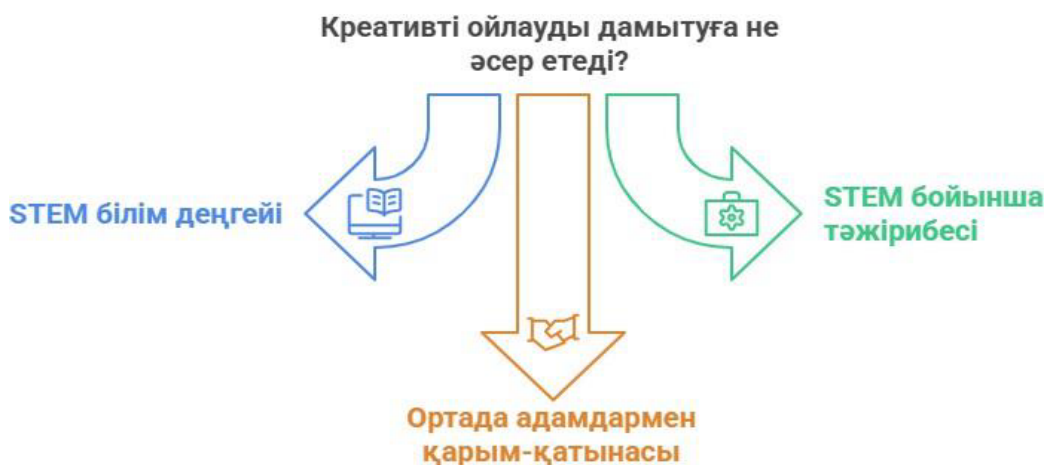 Креативті ойлауды дамытуға не
әсер етеді?
STEM білім деңгейі
STEM бойынша
тәжірибесі
Ортада адамдармен
қарым-қатынасы